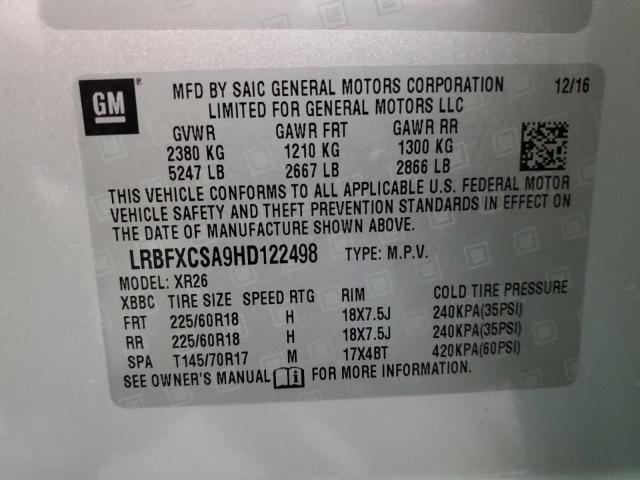 GM
MFD BY SAIC GENERAL MOTORS CORPORATION 12/16
LIMITED FOR GENERAL MOTORS LLC
GVWR GAWR FRT GAWR RR
2380 KG 1210 KG 1300 KG
5247 LB 2667 LB 2866 LB
THIS VEHICLE CONFORMS TO ALL APPLICABLE U.S. FEDERAL MOTOR
VEHICLE SAFETY AND THEFT PREVENTION STANDARDS IN EFFECT ON
THE DATE OF MANUFACTURE SHOWN ABOVE.
LRBFXCSA9HD122498 TYPE: M.P.V.
MODEL: XR26
XBBC TIRE SIZE SPEED RTG RIM COLD TIRE PRESSURE
FRT 225/60R18 H 18X7.5J 240KPA(35PSI)
RR 225/60R18 H 18X7.5J 240KPA(35PSI)
SPA T145/70R17 M 17X4BT 420KPA(60PSI)
SEE OWNER'S MANUAL FOR MORE INFORMATION.